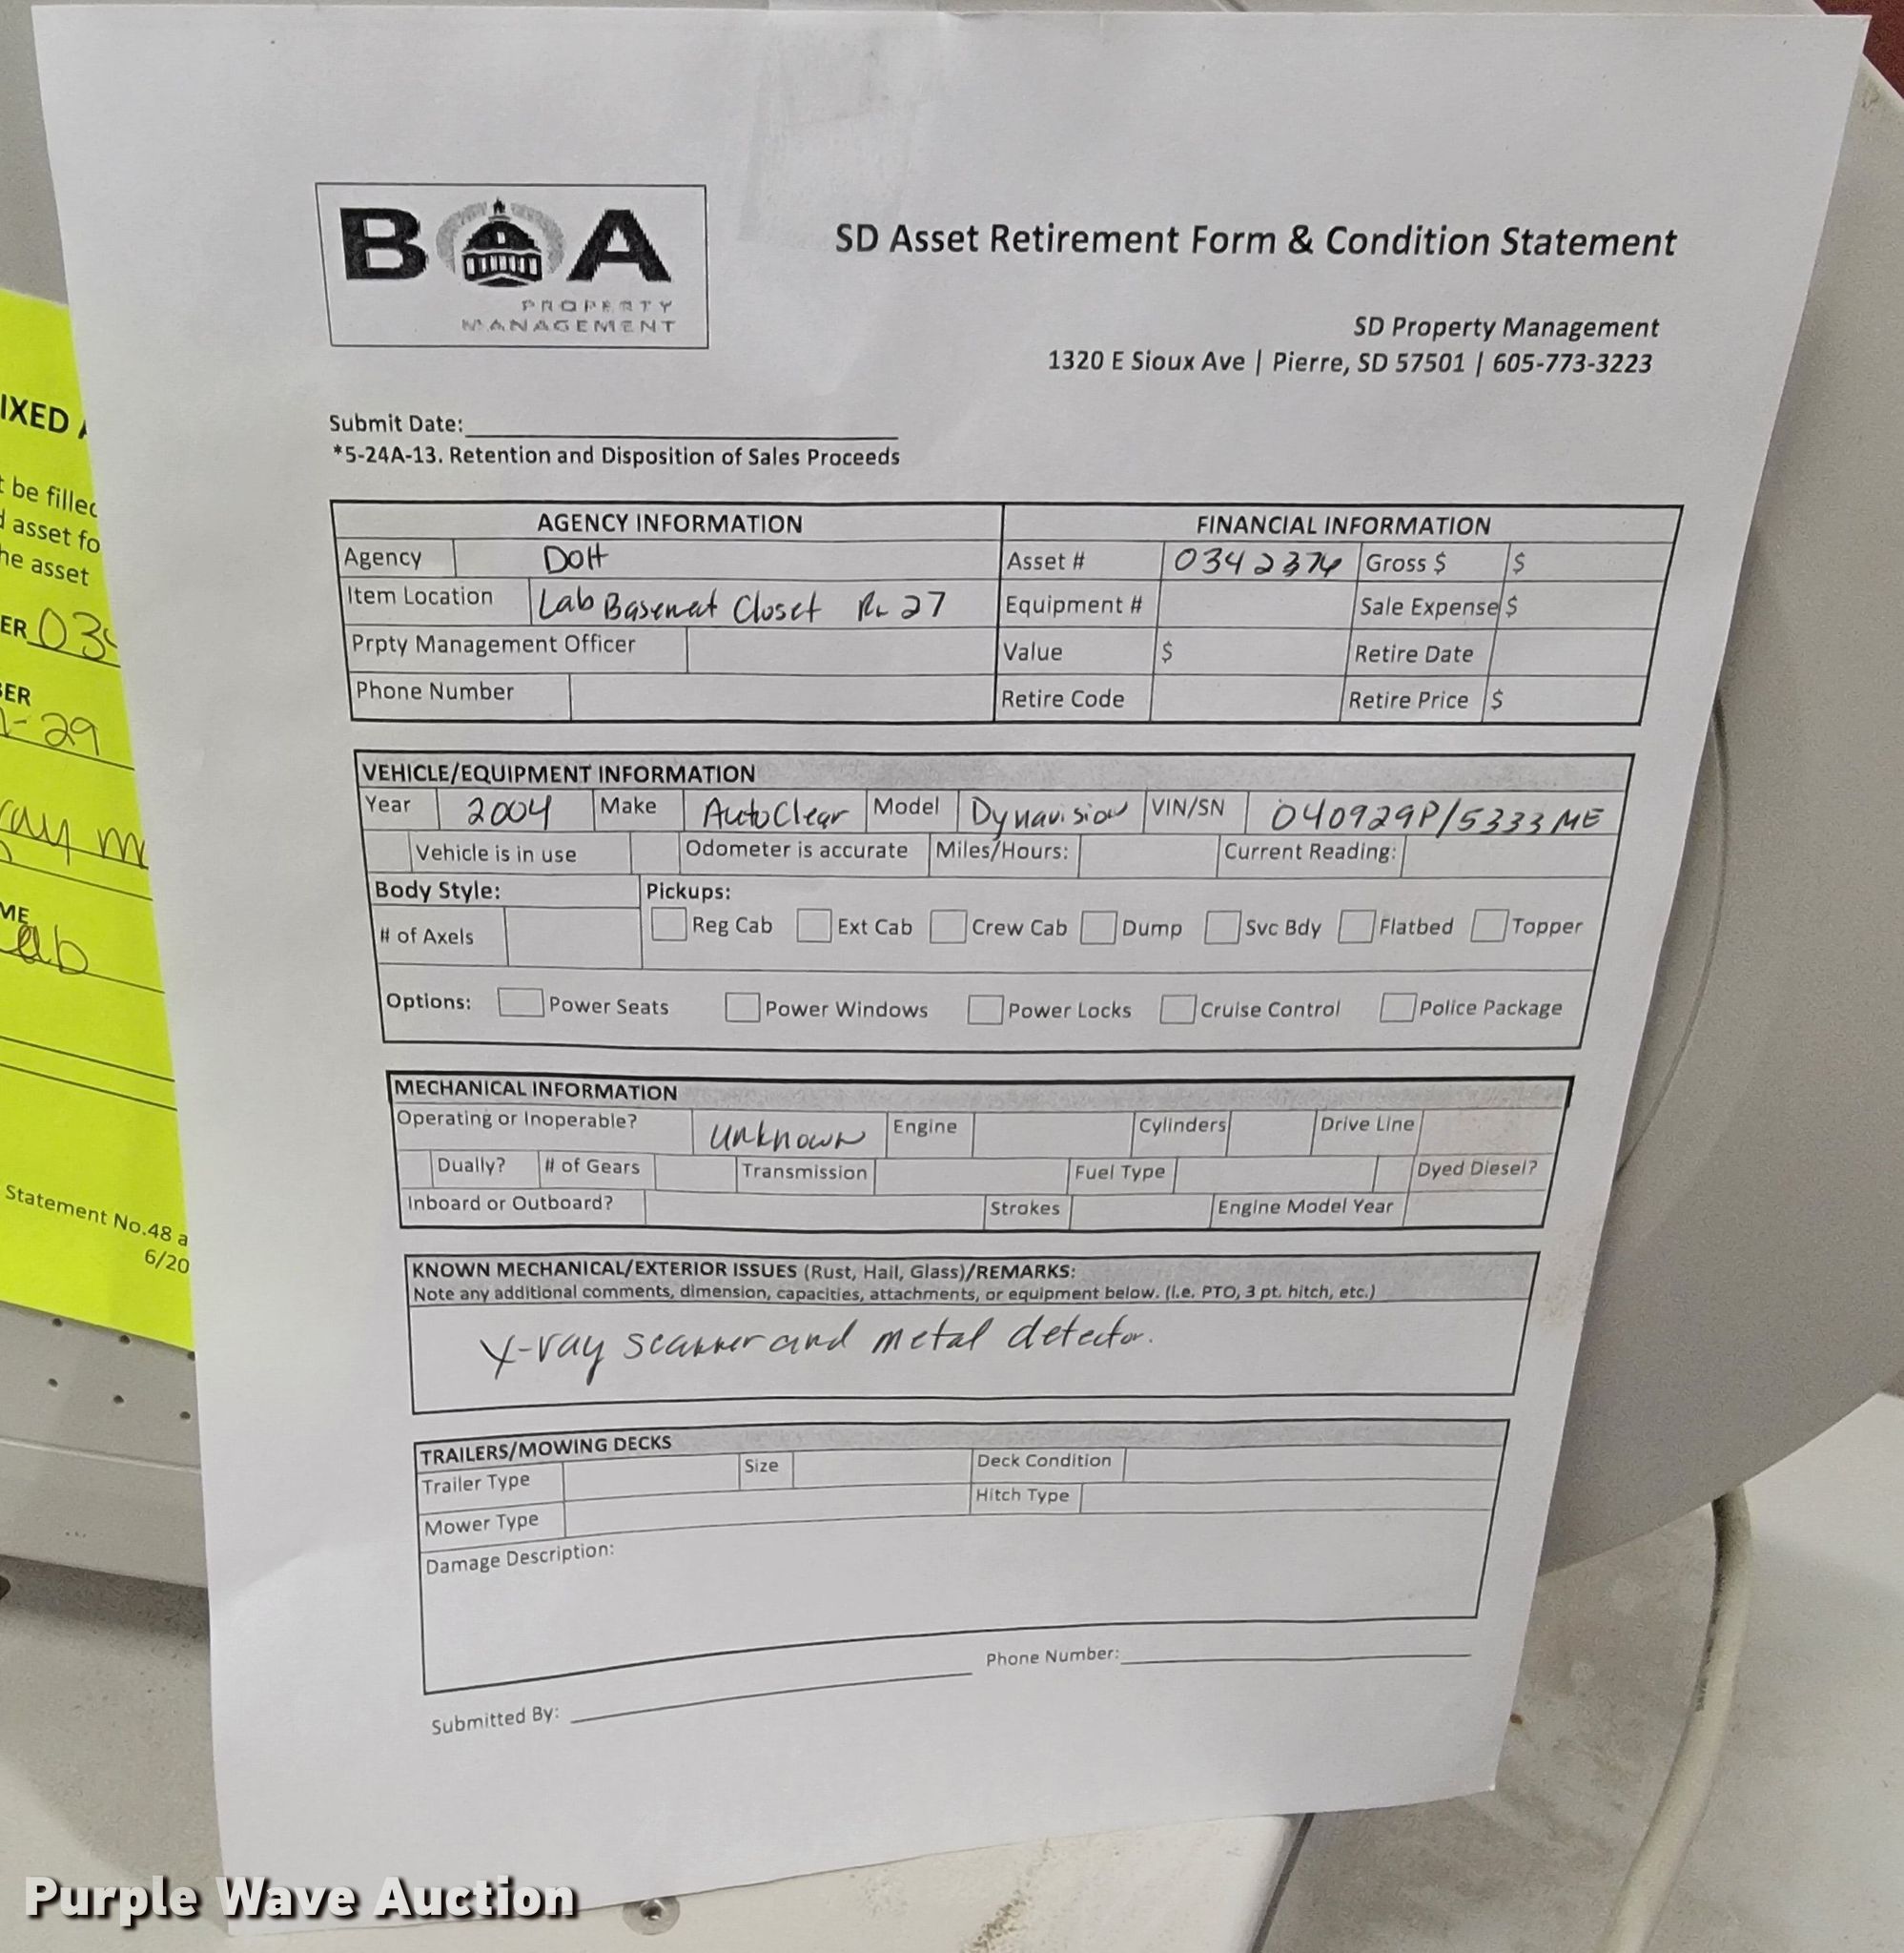 BOA
PROPERTY
MANAGEMENT
SD Asset Retirement Form & Condition Statement
SD Property Management
1320 E Sioux Ave | Pierre, SD 57501 | 605-773-3223
Submit Date:
*5-24A-13. Retention and Disposition of Sales Proceeds
AGENCY INFORMATION FINANCIAL INFORMATION
Agency DOH Asset # 0342374 Gross $ $
Item Location Lab Basement Closet Rm 27 Equipment # Sale Expense $
Prpty Management Officer Value $ Retire Date
Phone Number Retire Code Retire Price $
VEHICLE/EQUIPMENT INFORMATION
Year 2004 Make AutoClear Model Dynavision VIN/SN 040929P/5333ME
Vehicle is in use Odometer is accurate Miles/Hours: Current Reading:
Body Style: Pickups:
# of Axels Reg Cab Ext Cab Crew Cab Dump Svc Bdy Flatbed Topper
Options: Power Seats Power Windows Power Locks Cruise Control Police Package
MECHANICAL INFORMATION
Operating or Inoperable? unknown Engine Cylinders Drive Line
Dually? # of Gears Transmission Fuel Type Dyed Diesel?
Inboard or Outboard? Strokes Engine Model Year
KNOWN MECHANICAL/EXTERIOR ISSUES (Rust, Hail, Glass)/REMARKS:
Note any additional comments, dimension, capacities, attachments, or equipment below. (i.e. PTO, 3 pt. hitch, etc.)
X-ray scanner and metal detector.
TRAILERS/MOWING DECKS
Trailer Type Size Deck Condition
Mower Type Hitch Type
Damage Description:
Submitted By: Phone Number:
IXED
be filled
asset fo
he asset
ER 034
BER
-29
ray m
ME
Lab
Statement No.48 a
6/20
Purple Wave Auction